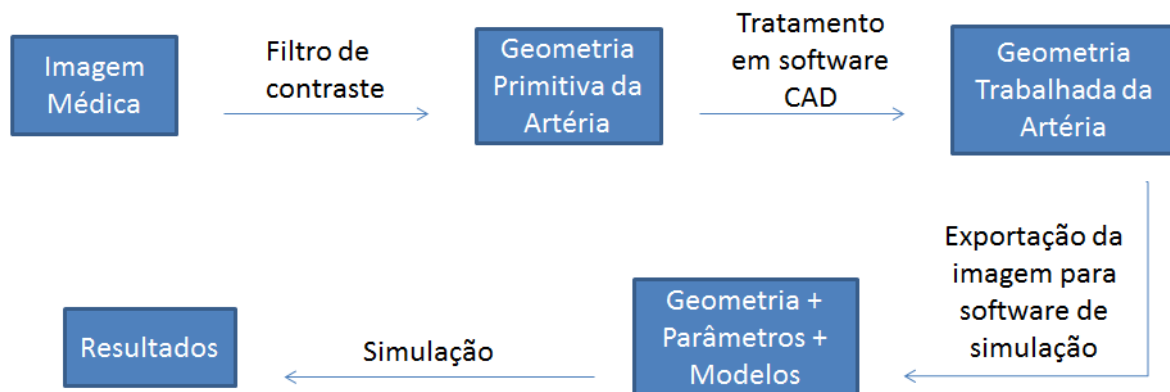 Imagem
Médica
Filtro de
contraste
Geometria
Primitiva da
Artéria
Tratamento
em software
CAD
Geometria
Trabalhada da
Artéria
Exportação da
imagem para
software de
simulação
Geometria +
Parâmetros +
Modelos
Simulação
Resultados